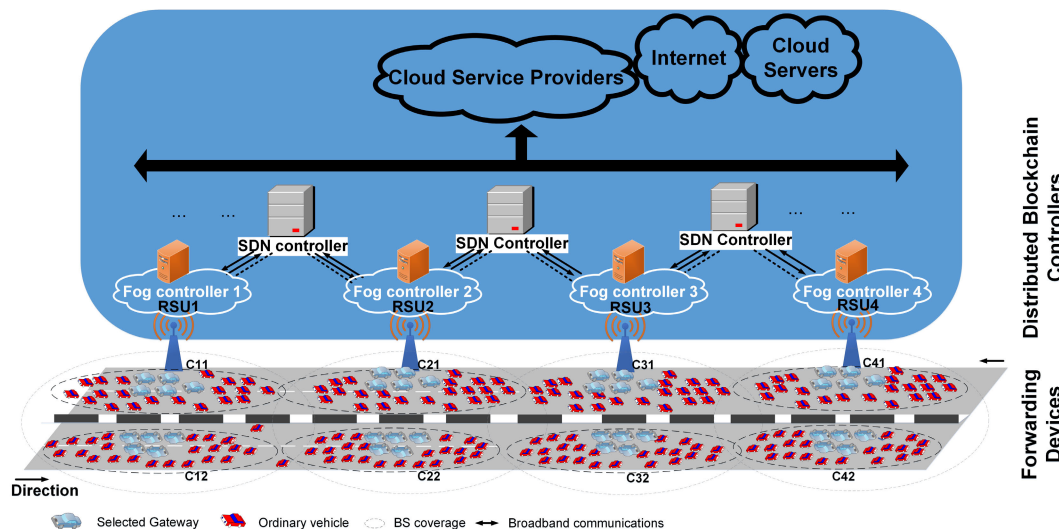 Cloud Service Providers
Internet
Cloud
Servers
... ...
SDN controller
SDN Controller
SDN Controller
... ...
Fog controller 1
RSU1
Fog controller 2
RSU2
Fog controller 3
RSU3
Fog controller 4
RSU4
Distributed Blockchain
Controllers
C11
C21
C31
C41
C12
C22
C32
C42
Forwarding
Devices
Direction
Selected Gateway
Ordinary vehicle
BS coverage
Broadband communications